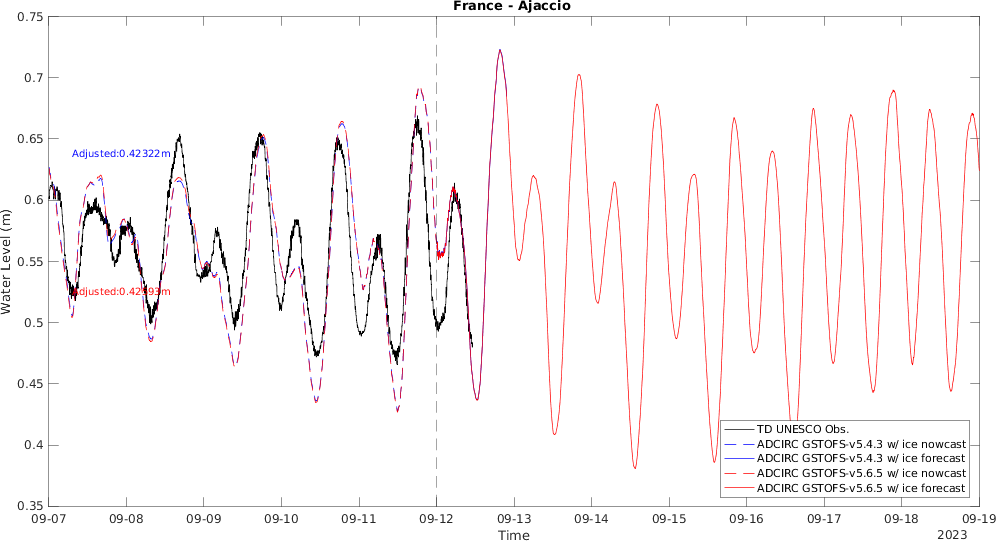 France - Ajaccio
0.75
0.7
0.65
0.6
0.55
0.5
0.45
0.4
0.35
Water Level (m)
Adjusted:0.42322m
TD UNESCO Obs.
ADCIRC GSTOFS-v5.4.3 w/ ice nowcast
ADCIRC GSTOFS-v5.4.3 w/ ice forecast
ADCIRC GSTOFS-v5.6.5 w/ ice nowcast
ADCIRC GSTOFS-v5.6.5 w/ ice forecast
09-07 09-08 09-09 09-10 09-11 09-12 09-13 09-14 09-15 09-16 09-17 09-18 09-19
Time
2023